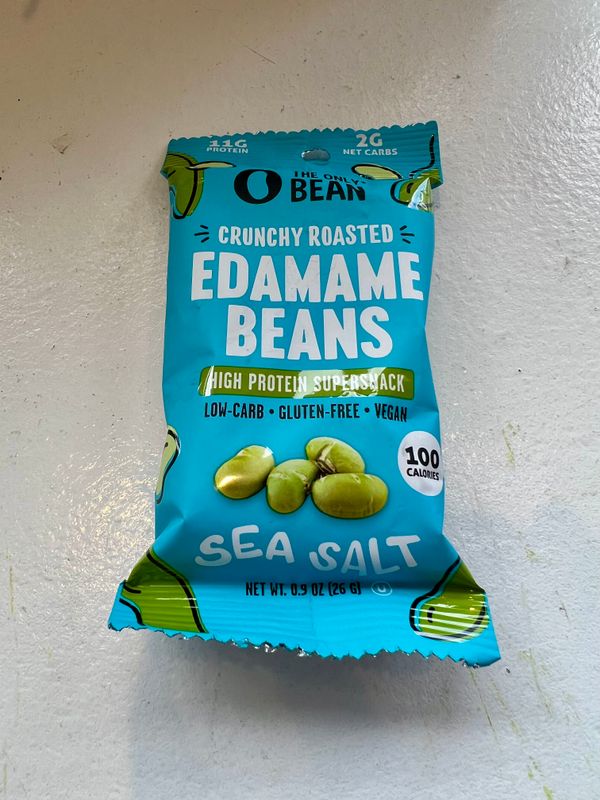 11G
PROTEIN
2G
NET CARBS
THE ONLY
BEAN
CRUNCHY ROASTED
EDAMAME
BEANS
HIGH PROTEIN SUPERSNACK
LOW-CARB • GLUTEN-FREE • VEGAN
100
CALORIES
SEA SALT
NET WT. 0.9 OZ (26 G) U